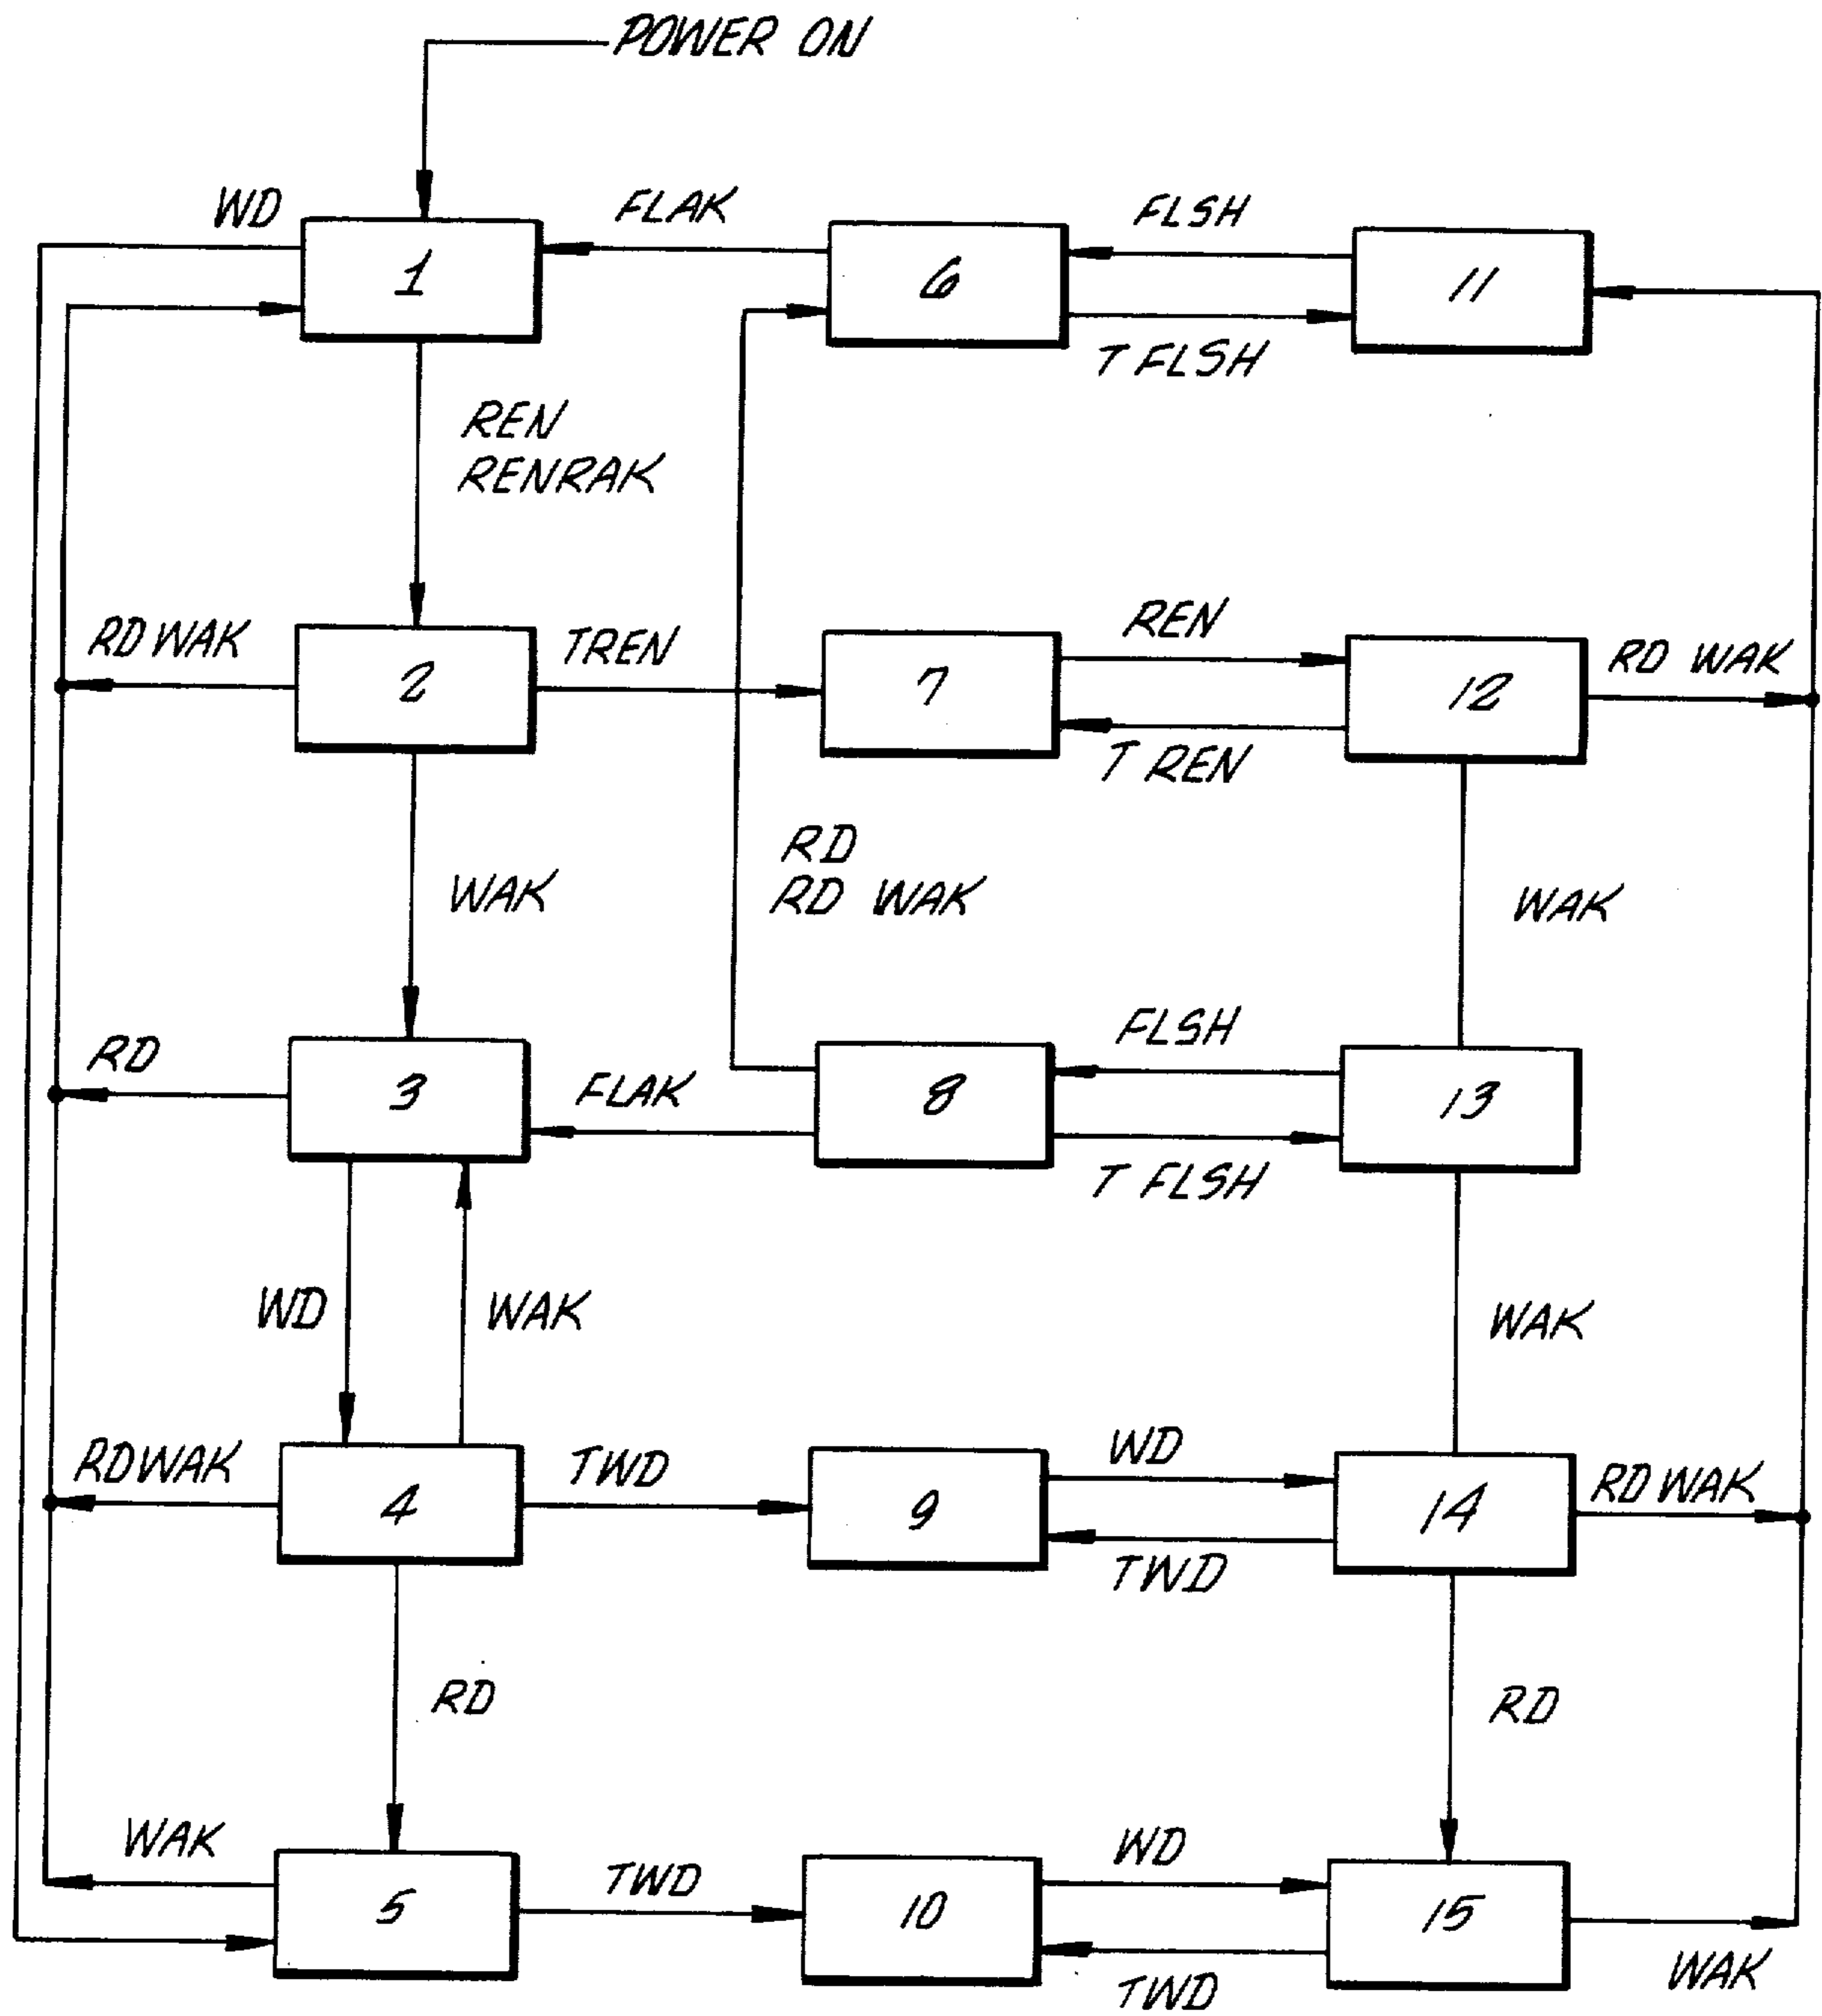 POWER ON
WD
FLAK
FLSH
1
6
11
T FLSH
REN
RENRAK
RD WAK
TREN
REN
RD WAK
2
7
12
T REN
RD
RD WAK
WAK
WAK
RD
FLAK
FLSH
3
8
13
T FLSH
WD
WAK
WAK
RDWAK
TWD
WD
RD WAK
4
9
14
TWD
RD
RD
WAK
TWD
WD
5
10
15
TWD
WAK